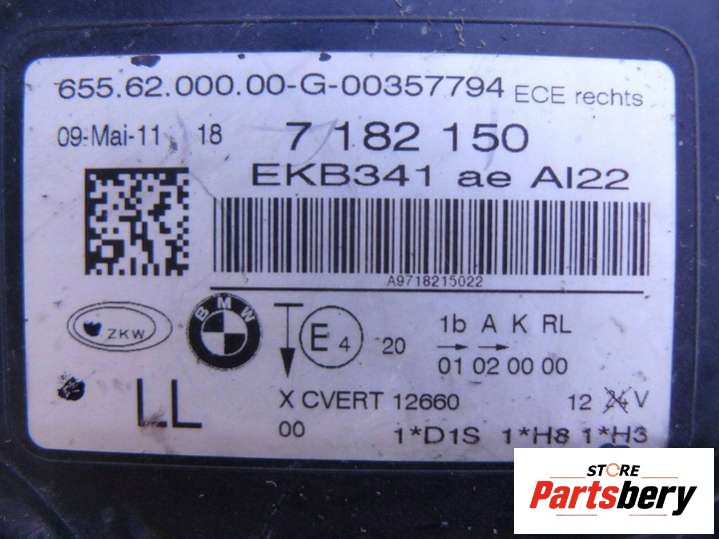 655.62.000.00-G-00357794 ECE rechts
09-Mai-11 18 7 182 150
EKB341 ae AI22
A9718215022
ZKW BMW E4 20 1b A K RL
01 02 00 00
LL X CVERT 12660 12 24 V
00 1*D1S 1*H8 1*H3
STORE
Partsbery